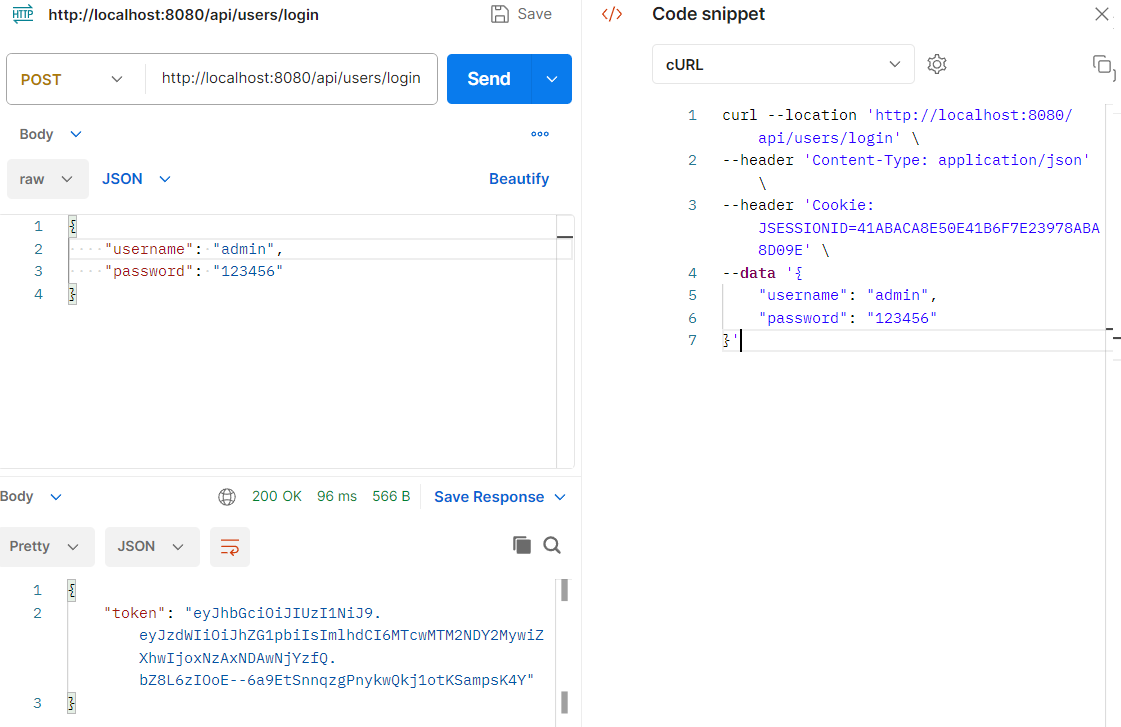 HTTP http://localhost:8080/api/users/login
Save
POST
http://localhost:8080/api/users/login
Send
Body
raw
JSON
Beautify
1 {
2 "username": "admin",
3 "password": "123456"
4 }
Body
200 OK 96 ms 566 B
Save Response
Pretty
JSON
1 {
2 "token": "eyJhbGciOiJIUzI1NiJ9.
eyJzdWIiOiJhZG1pbiIsImlhdCI6MTcwMTM2NDY2MywiZ
XhwIjoxNzAxNDAwNjYzfQ.
bZ8L6zIOoE--6a9EtSnnqzgPnykwQkj1otKSampsK4Y"
3 }
</> Code snippet
cURL
1 curl --location 'http://localhost:8080/
api/users/login' \
2 --header 'Content-Type: application/json'
\
3 --header 'Cookie:
JSESSIONID=41ABACA8E50E41B6F7E23978ABA
8D09E' \
4 --data '{
5 "username": "admin",
6 "password": "123456"
7 }'